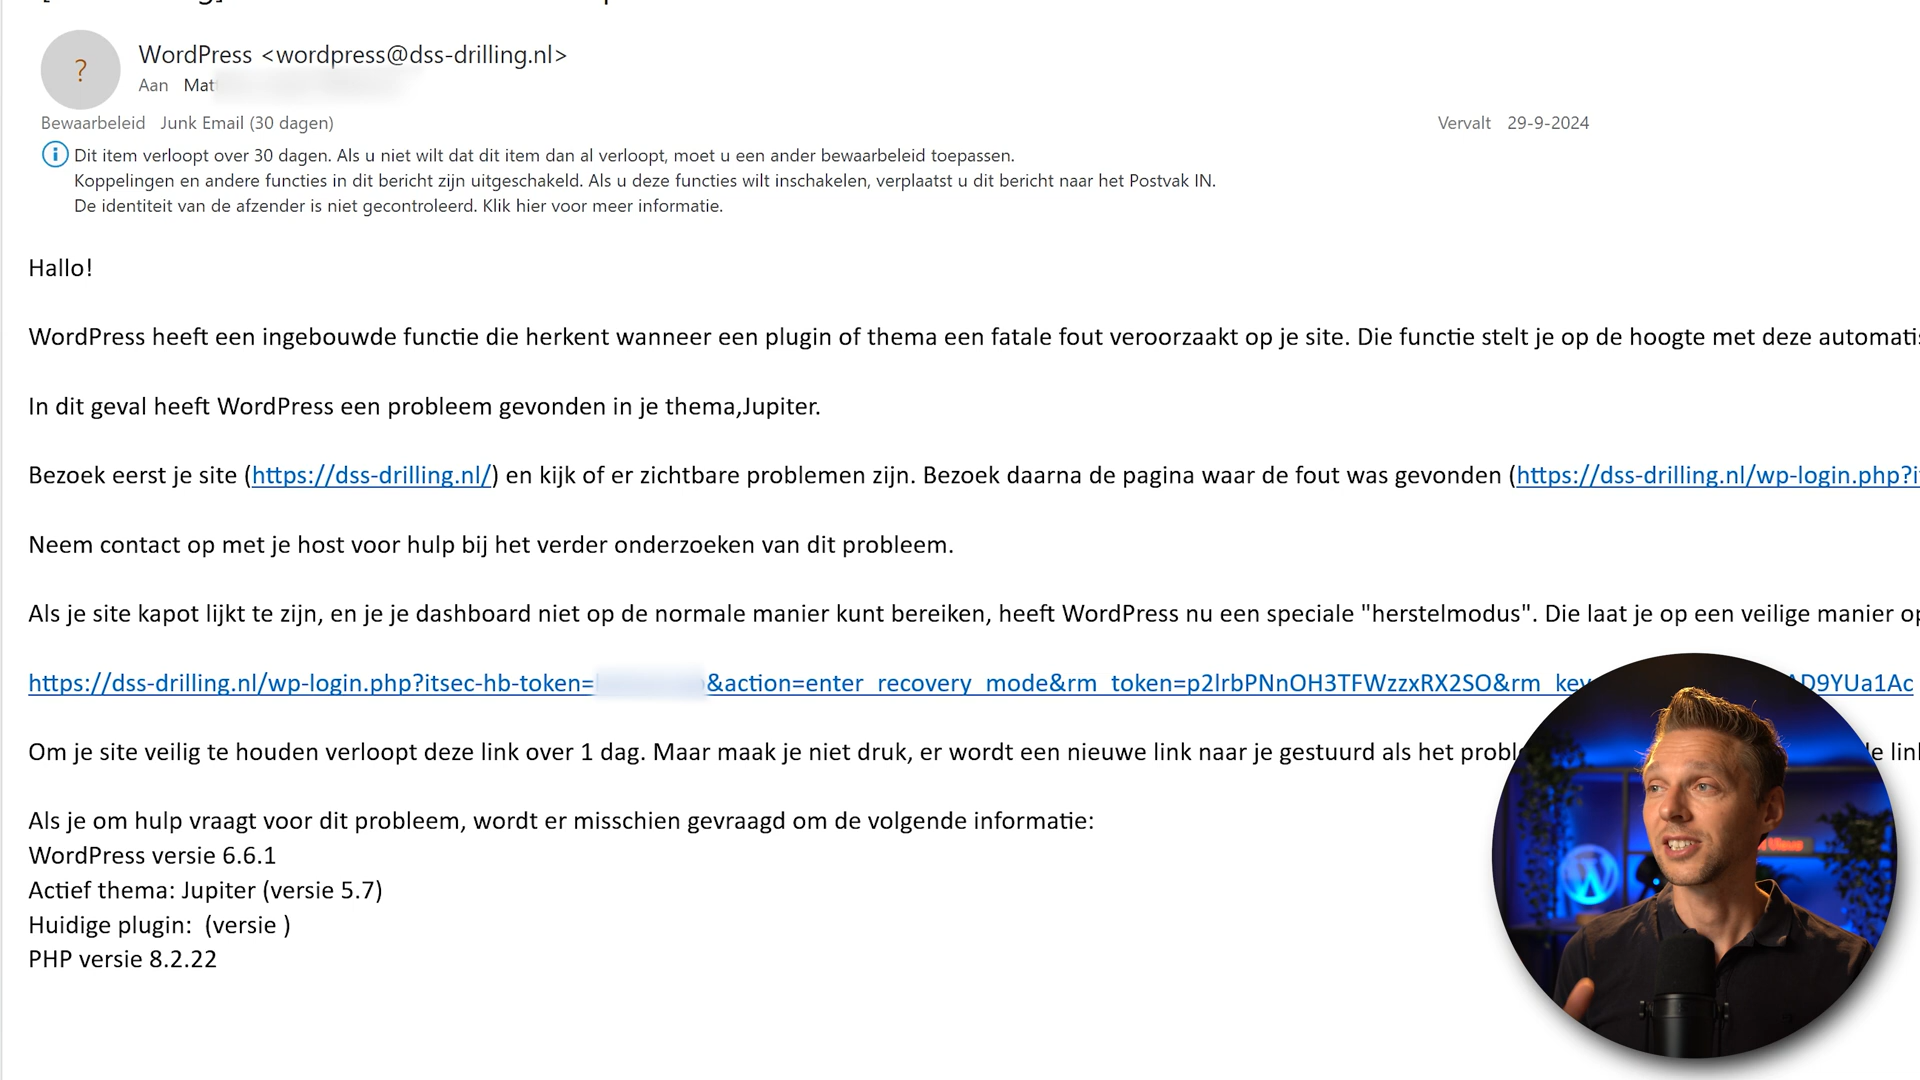 WordPress <wordpress@dss-drilling.nl>
Aan Mat
Bewaarbeleid Junk Email (30 dagen) Vervalt 29-9-2024
Dit item verloopt over 30 dagen. Als u niet wilt dat dit item dan al verloopt, moet u een ander bewaarbeleid toepassen.
Koppelingen en andere functies in dit bericht zijn uitgeschakeld. Als u deze functies wilt inschakelen, verplaatst u dit bericht naar het Postvak IN.
De identiteit van de afzender is niet gecontroleerd. Klik hier voor meer informatie.
Hallo!
WordPress heeft een ingebouwde functie die herkent wanneer een plugin of thema een fatale fout veroorzaakt op je site. Die functie stelt je op de hoogte met deze automatis
In dit geval heeft WordPress een probleem gevonden in je thema,Jupiter.
Bezoek eerst je site (https://dss-drilling.nl/) en kijk of er zichtbare problemen zijn. Bezoek daarna de pagina waar de fout was gevonden (https://dss-drilling.nl/wp-login.php?it
Neem contact op met je host voor hulp bij het verder onderzoeken van dit probleem.
Als je site kapot lijkt te zijn, en je je dashboard niet op de normale manier kunt bereiken, heeft WordPress nu een speciale "herstelmodus". Die laat je op een veilige manier op
https://dss-drilling.nl/wp-login.php?itsec-hb-token= &action=enter_recovery_mode&rm_token=p2lrbPNnOH3TFWzzxRX2SO&rm_key D9YUa1Ac
Om je site veilig te houden verloopt deze link over 1 dag. Maar maak je niet druk, er wordt een nieuwe link naar je gestuurd als het probl e link
Als je om hulp vraagt voor dit probleem, wordt er misschien gevraagd om de volgende informatie:
WordPress versie 6.6.1
Actief thema: Jupiter (versie 5.7)
Huidige plugin: (versie )
PHP versie 8.2.22